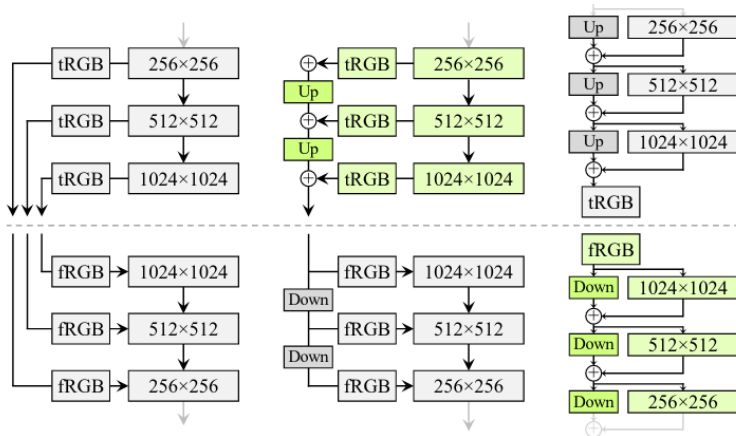 tRGB 256×256
tRGB 512×512
tRGB 1024×1024
fRGB 1024×1024
fRGB 512×512
fRGB 256×256
tRGB 256×256
Up
tRGB 512×512
Up
tRGB 1024×1024
fRGB 1024×1024
Down
fRGB 512×512
Down
fRGB 256×256
Up 256×256
Up 512×512
Up 1024×1024
tRGB
fRGB
Down 1024×1024
Down 512×512
Down 256×256